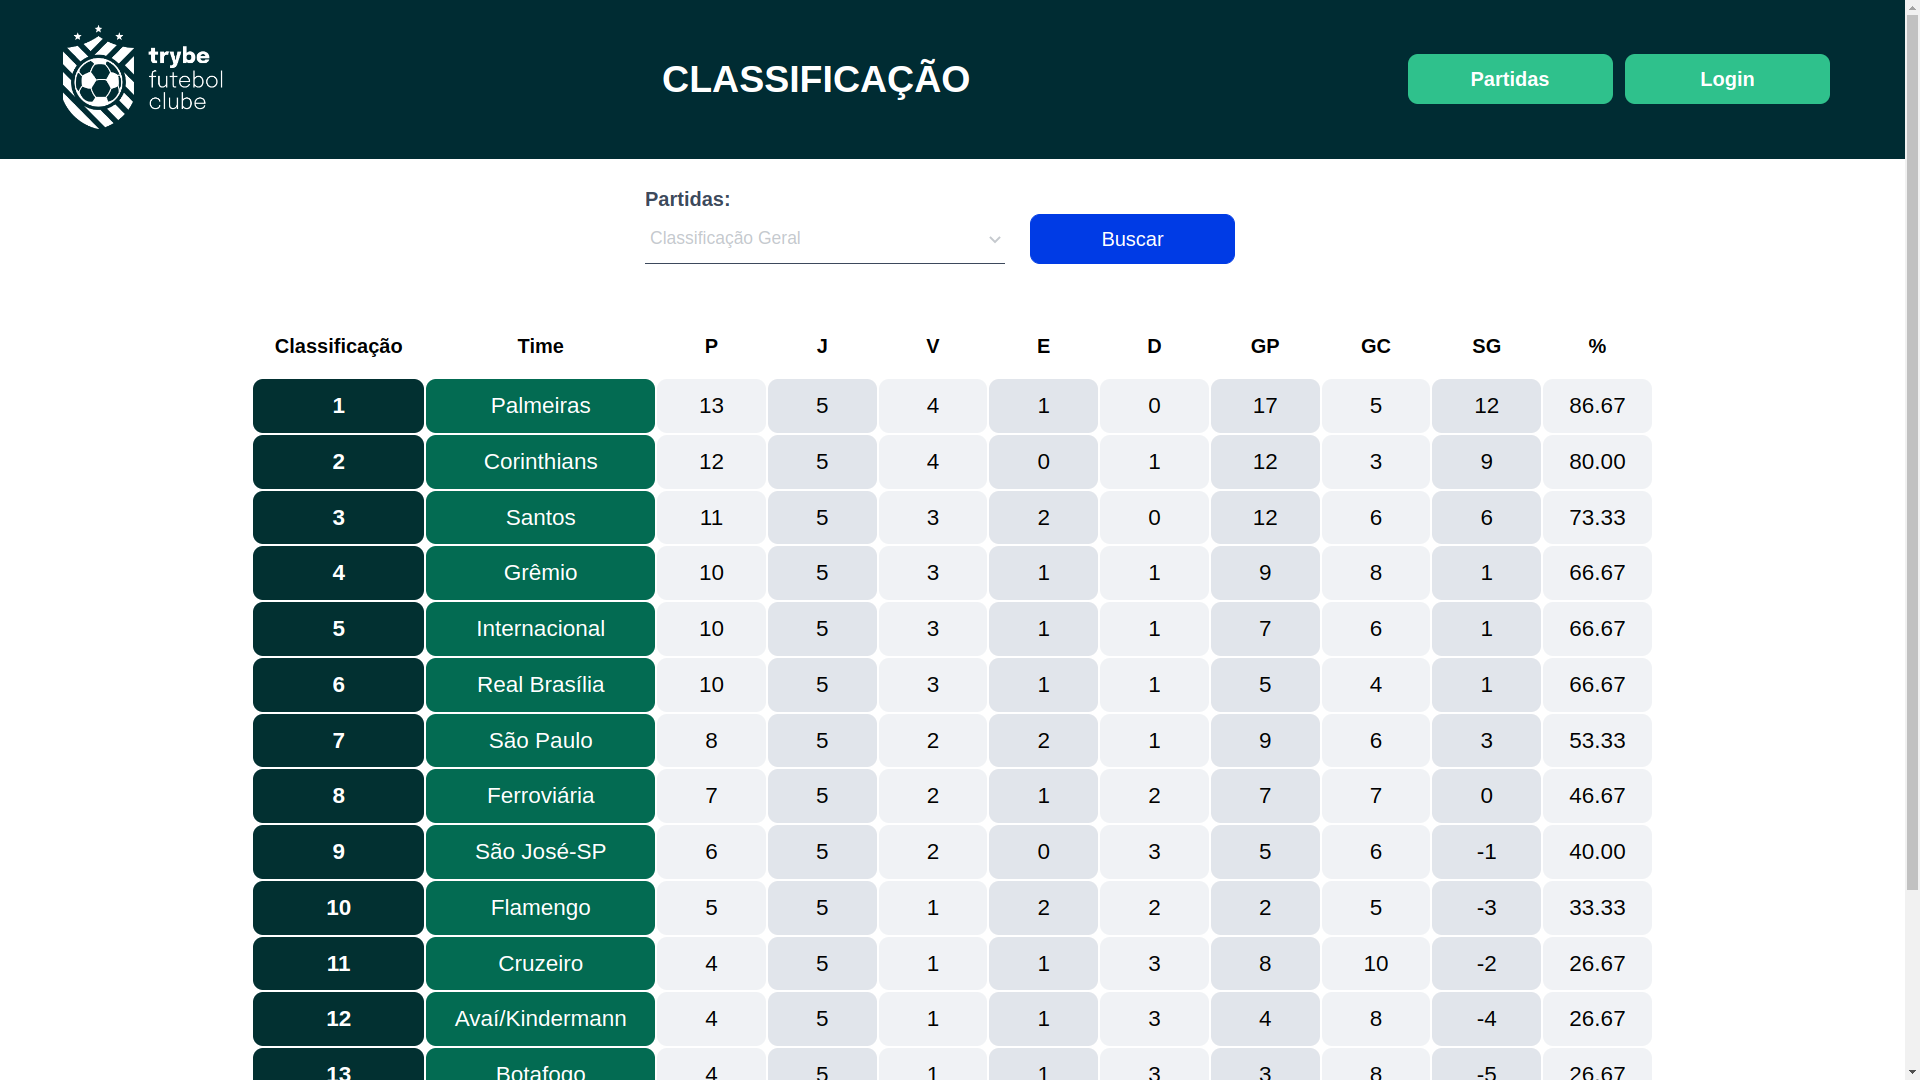 trybe
futebol
clube
CLASSIFICAÇÃO
Partidas
Login
Partidas:
Classificação Geral
Buscar
Classificação Time P J V E D GP GC SG %
1 Palmeiras 13 5 4 1 0 17 5 12 86.67
2 Corinthians 12 5 4 0 1 12 3 9 80.00
3 Santos 11 5 3 2 0 12 6 6 73.33
4 Grêmio 10 5 3 1 1 9 8 1 66.67
5 Internacional 10 5 3 1 1 7 6 1 66.67
6 Real Brasília 10 5 3 1 1 5 4 1 66.67
7 São Paulo 8 5 2 2 1 9 6 3 53.33
8 Ferroviária 7 5 2 1 2 7 7 0 46.67
9 São José-SP 6 5 2 0 3 5 6 -1 40.00
10 Flamengo 5 5 1 2 2 2 5 -3 33.33
11 Cruzeiro 4 5 1 1 3 8 10 -2 26.67
12 Avaí/Kindermann 4 5 1 1 3 4 8 -4 26.67
13 Botafogo 4 5 1 1 3 3 8 -5 26.67